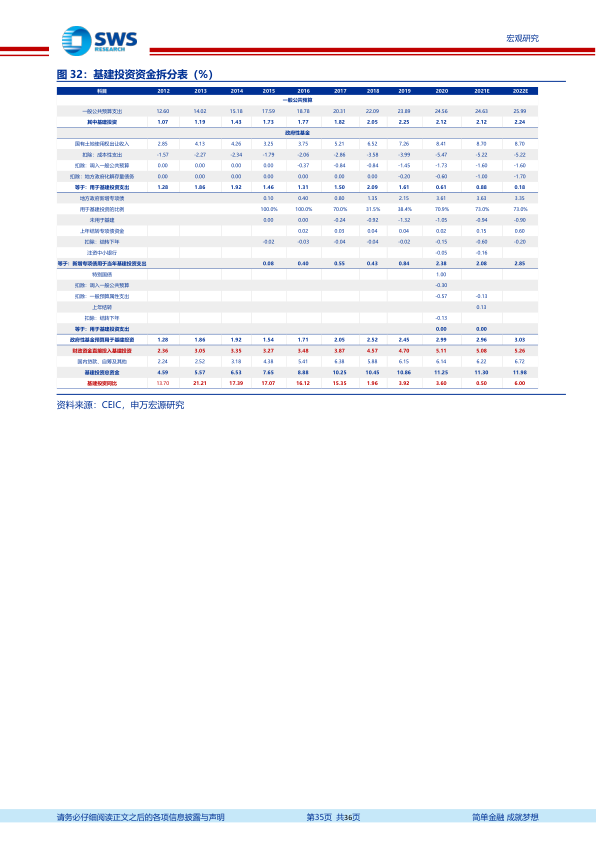 SWS
RESEARCH
宏观研究
图 32：基建投资资金拆分表（%）
科目 2012 2013 2014 2015 2016 2017 2018 2019 2020 2021E 2022E
一般公共预算
一般公共预算支出 12.60 14.02 15.18 17.59 18.78 20.31 22.09 23.89 24.56 24.63 25.99
其中基建投资 1.07 1.19 1.43 1.73 1.77 1.82 2.05 2.25 2.12 2.12 2.24
政府性基金
国有土地使用权出让收入 2.85 4.13 4.26 3.25 3.75 5.21 6.52 7.26 8.41 8.70 8.70
扣除：成本性支出 -1.57 -2.27 -2.34 -1.79 -2.06 -2.86 -3.58 -3.99 -5.47 -5.22 -5.22
扣除：调入一般公共预算 0.00 0.00 0.00 0.00 -0.37 -0.84 -0.84 -1.45 -1.73 -1.60 -1.60
扣除：地方政府化解存量债务 0.00 0.00 0.00 0.00 0.00 0.00 0.00 -0.20 -0.60 -1.00 -1.70
等于：用于基建投资支出 1.28 1.86 1.92 1.46 1.31 1.50 2.09 1.61 0.61 0.88 0.18
地方政府新增专项债 0.10 0.40 0.80 1.35 2.15 3.61 3.63 3.35
用于基建投资的比例 100.0% 100.0% 70.0% 31.5% 38.4% 70.9% 73.0% 73.0%
未用于基建 0.00 0.00 -0.24 -0.92 -1.32 -1.05 -0.94 -0.90
上年结转专项债资金 0.02 0.03 0.04 0.04 0.02 0.15 0.60
扣除：结转下年 -0.02 -0.03 -0.04 -0.04 -0.02 -0.15 -0.60 -0.20
注资中小银行 -0.05 -0.16
等于：新增专项债用于当年基建投资支出 0.08 0.40 0.55 0.43 0.84 2.38 2.08 2.85
特别国债 1.00
扣除：调入一般公共预算 -0.30
扣除：一般预算属性支出 -0.57 -0.13
上年结转 0.13
扣除：结转下年 -0.13
等于：用于基建投资支出 0.00 0.00
政府性基金预算用于基建投资 1.28 1.86 1.92 1.54 1.71 2.05 2.52 2.45 2.99 2.96 3.03
财政资金直接投入基建投资 2.36 3.05 3.35 3.27 3.48 3.87 4.57 4.70 5.11 5.08 5.26
国内贷款、自筹及其他 2.24 2.52 3.18 4.38 5.41 6.38 5.88 6.15 6.14 6.22 6.72
基建投资总资金 4.59 5.57 6.53 7.65 8.88 10.25 10.45 10.86 11.25 11.30 11.98
基建投资同比 13.70 21.21 17.39 17.07 16.12 15.35 1.96 3.92 3.60 0.50 6.00
资料来源：CEIC，申万宏源研究
请务必仔细阅读正文之后的各项信息披露与声明 第35页 共36页 简单金融 成就梦想